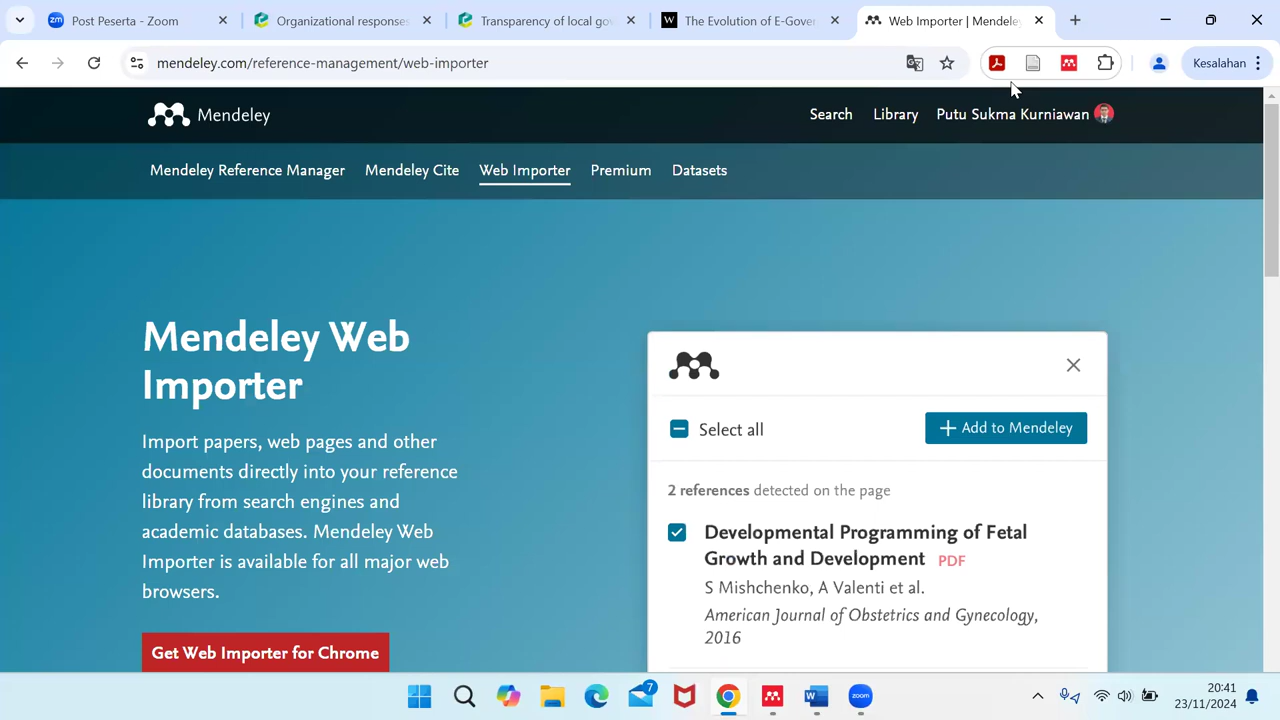 Post Peserta - Zoom
Organizational responses
Transparency of local gov
The Evolution of E-Gover
Web Importer | Mendeley
mendeley.com/reference-management/web-importer
Kesalahan
Mendeley
Search
Library
Putu Sukma Kurniawan
Mendeley Reference Manager
Mendeley Cite
Web Importer
Premium
Datasets
Mendeley Web
Importer
Import papers, web pages and other
documents directly into your reference
library from search engines and
academic databases. Mendeley Web
Importer is available for all major web
browsers.
Get Web Importer for Chrome
Select all
+ Add to Mendeley
2 references detected on the page
Developmental Programming of Fetal
Growth and Development PDF
S Mishchenko, A Valenti et al.
American Journal of Obstetrics and Gynecology,
2016
7
zoom
20:41
23/11/2024